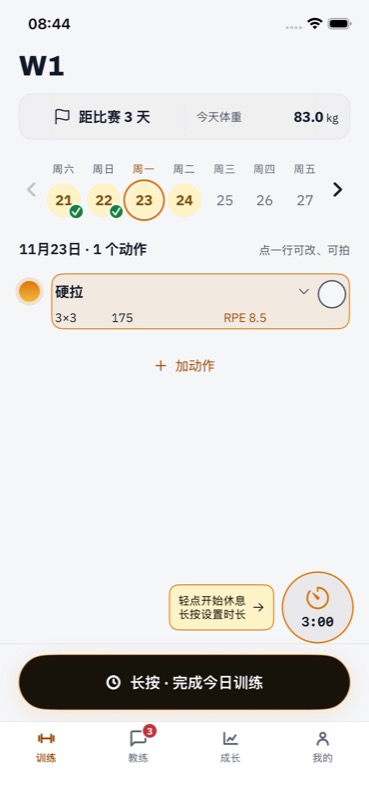 08:44
W1
距比赛 3 天 今天体重 83.0 kg
周六 周日 周一 周二 周三 周四 周五
21 22 23 24 25 26 27
11月23日 · 1 个动作 点一行可改、可拍
硬拉
3×3 175 RPE 8.5
+ 加动作
轻点开始休息
长按设置时长 →
3:00
长按 · 完成今日训练
3
训练 教练 成长 我的